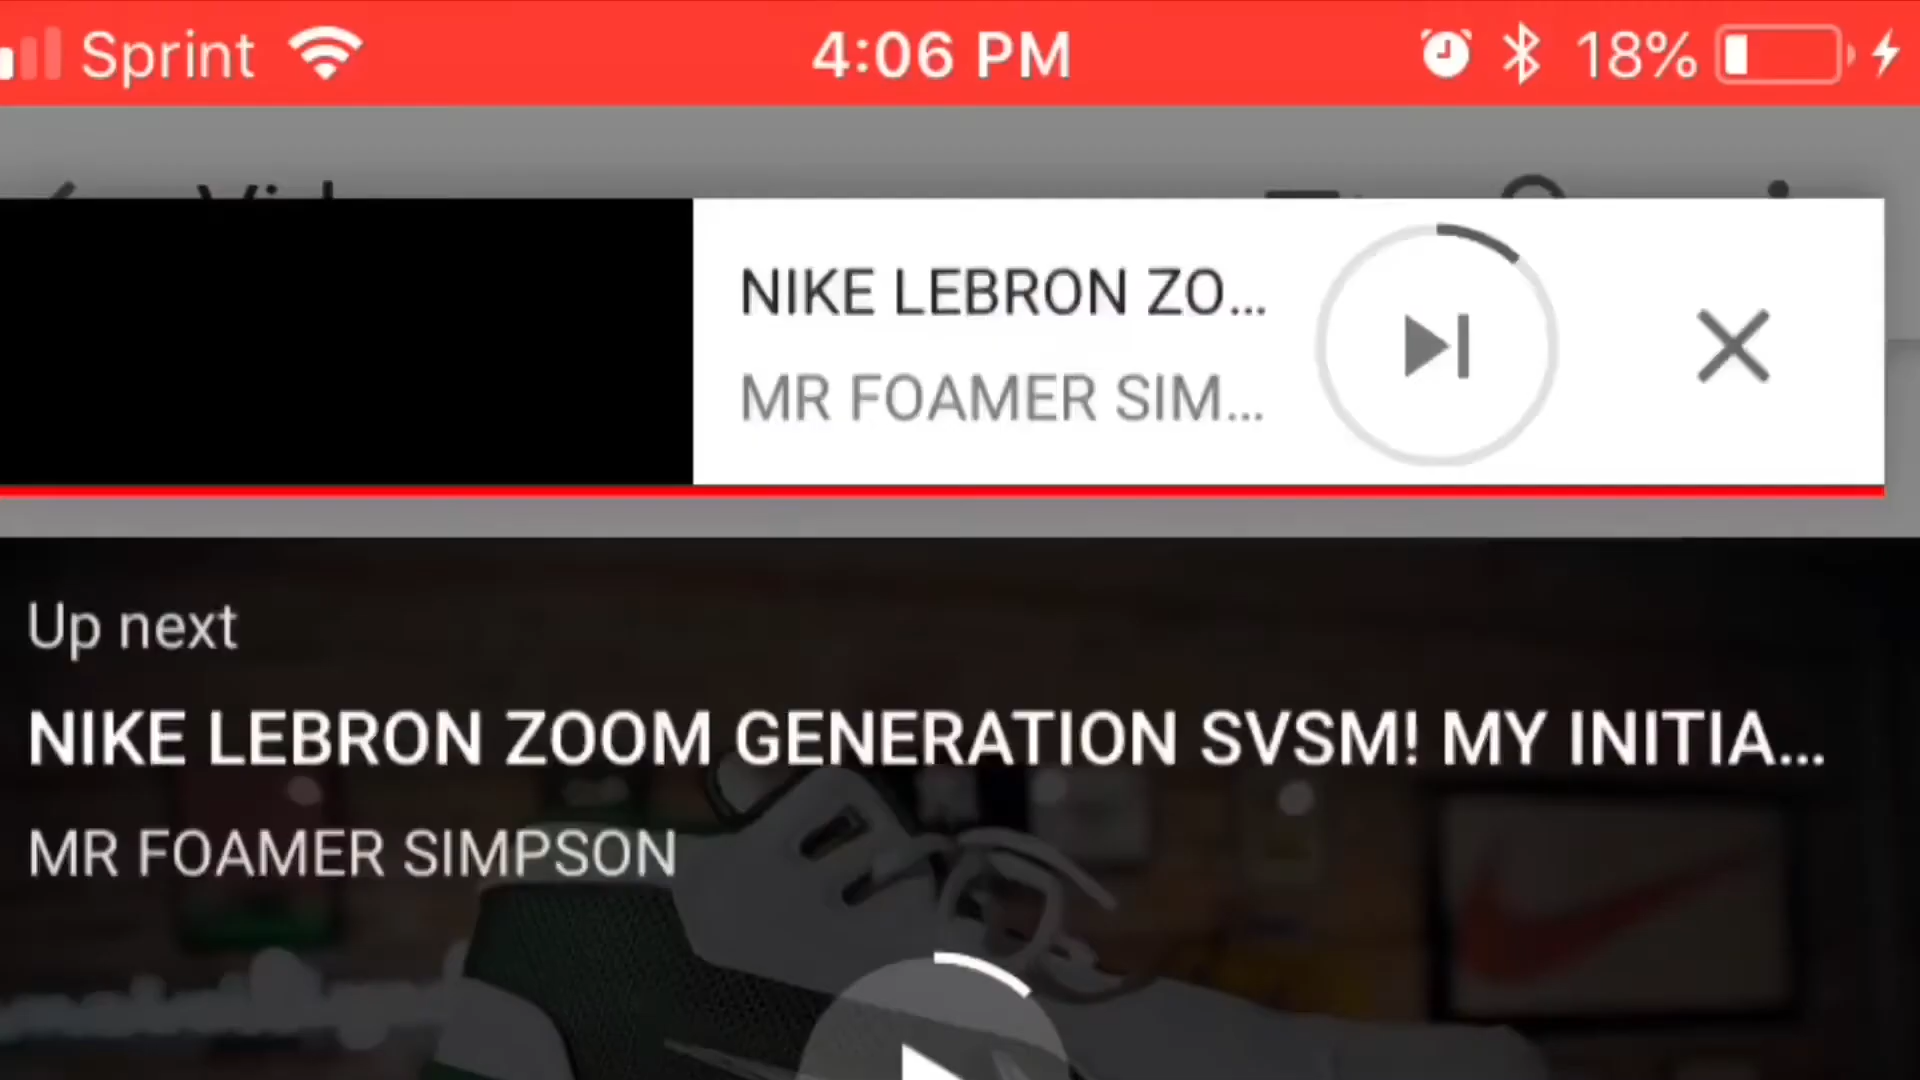 Sprint 4:06 PM 18%
NIKE LEBRON ZO...
MR FOAMER SIM...
Up next
NIKE LEBRON ZOOM GENERATION SVSM! MY INITIA...
MR FOAMER SIMPSON